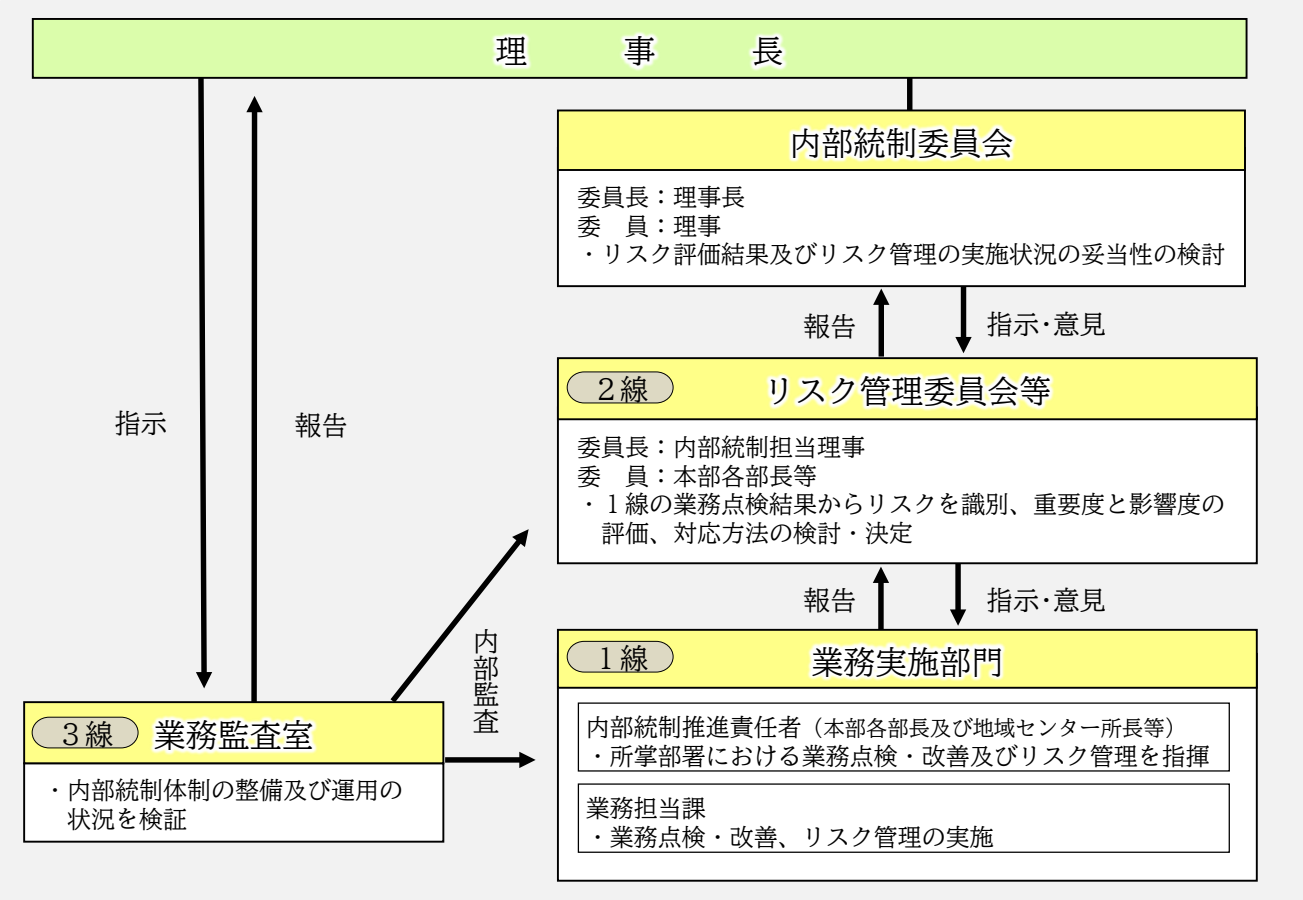 理事長
内部統制委員会
委員長：理事長
委　員：理事
・リスク評価結果及びリスク管理の実施状況の妥当性の検討
報告
指示・意見
２線
リスク管理委員会等
委員長：内部統制担当理事
委　員：本部各部長等
・１線の業務点検結果からリスクを識別、重要度と影響度の
評価、対応方法の検討・決定
報告
指示・意見
１線
業務実施部門
内部統制推進責任者（本部各部長及び地域センター所長等）
・所掌部署における業務点検・改善及びリスク管理を指揮
業務担当課
・業務点検・改善、リスク管理の実施
指示
報告
内部監査
３線
業務監査室
・内部統制体制の整備及び運用の
状況を検証